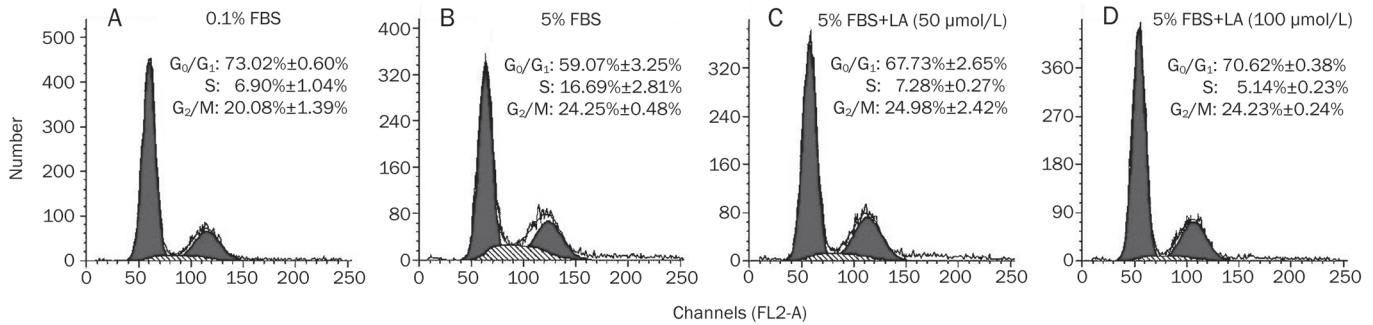 A 0.1% FBS
G₀/G₁: 73.02%±0.60%
S: 6.90%±1.04%
G₂/M: 20.08%±1.39%
500
400
300
200
100
0
0 50 100 150 200 250
B 5% FBS
G₀/G₁: 59.07%±3.25%
S: 16.69%±2.81%
G₂/M: 24.25%±0.48%
400
320
240
160
80
0
0 50 100 150 200 250
C 5% FBS+LA (50 μmol/L)
G₀/G₁: 67.73%±2.65%
S: 7.28%±0.27%
G₂/M: 24.98%±2.42%
320
240
160
80
0
0 50 100 150 200 250
D 5% FBS+LA (100 μmol/L)
G₀/G₁: 70.62%±0.38%
S: 5.14%±0.23%
G₂/M: 24.23%±0.24%
360
270
180
90
0
0 50 100 150 200 250
Number
Channels (FL2-A)